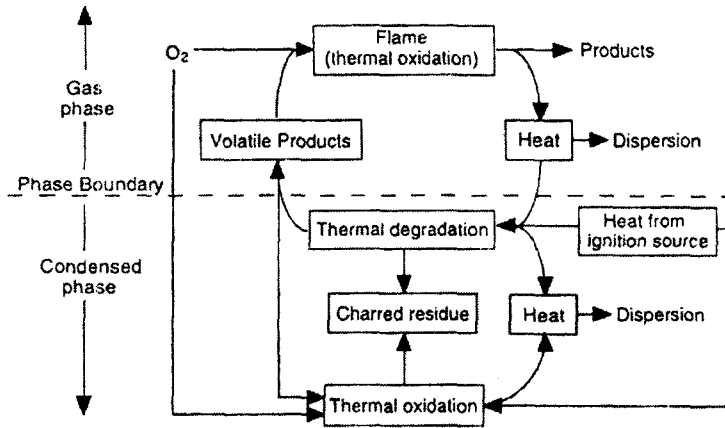 O₂
Flame
(thermal oxidation)
Products
Gas
phase
Volatile Products
Heat
Dispersion
Phase Boundary
Thermal degradation
Heat from
ignition source
Condensed
phase
Charred residue
Heat
Dispersion
Thermal oxidation